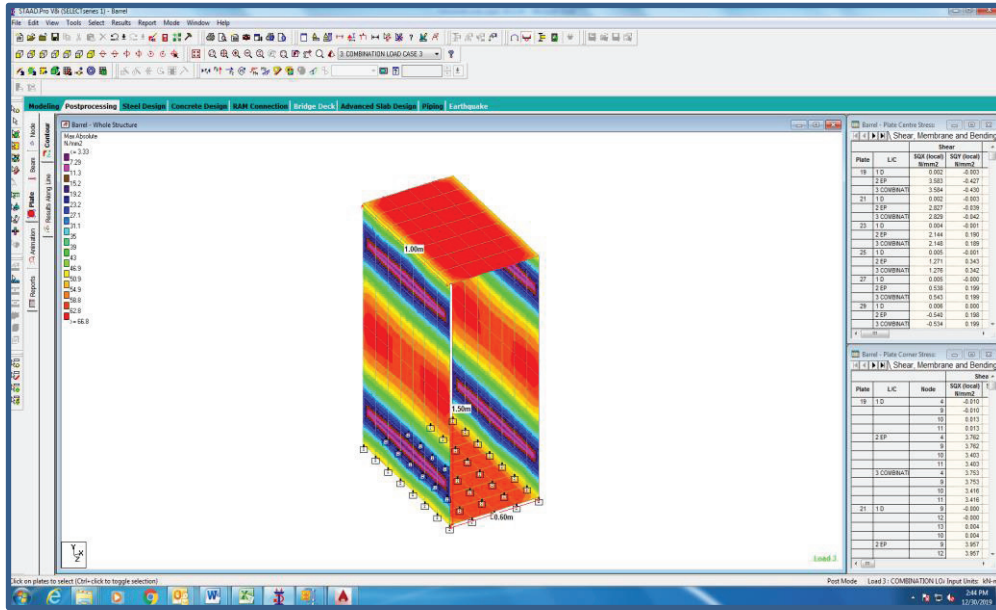 STAAD.Pro V8i (SELECTseries 1) - Barrel
File Edit View Tools Select Results Report Mode Window Help
3 COMBINATION LOAD CASE 3
Modeling Postprocessing Steel Design Concrete Design RAM Connection Bridge Deck Advanced Slab Design Piping Earthquake
Node
Beam
Plate
Animation
Reports
Contour
Results Along Line
Barrel - Whole Structure
Max Absolute
N/mm2
<= 3.33
7.29
11.3
15.2
19.2
23.2
27.1
31.1
35
39
43
46.9
50.9
54.9
58.8
62.8
>= 66.8
1.00m
1.50m
0.60m
Y
X
Z
Load 3
Barrel - Plate Centre Stress:
Shear, Membrane and Bending
Shear
Plate L/C SQX (local) N/mm2 SQY (local) N/mm2
19 1 D 0.002 -0.003
2 EP 3.583 -0.427
3 COMBINATI 3.584 -0.430
21 1 D 0.002 -0.003
2 EP 2.827 -0.039
3 COMBINATI 2.829 -0.042
23 1 D 0.004 -0.001
2 EP 2.144 0.190
3 COMBINATI 2.148 0.189
25 1 D 0.005 -0.001
2 EP 1.271 0.343
3 COMBINATI 1.276 0.342
27 1 D 0.005 -0.000
2 EP 0.538 0.199
3 COMBINATI 0.543 0.199
29 1 D 0.006 0.000
2 EP -0.540 0.198
3 COMBINATI -0.534 0.199
Barrel - Plate Corner Stress:
Shear, Membrane and Bending
Shea
Plate L/C Node SQX (local) N/mm2
19 1 D 4 -0.010
9 -0.010
10 0.013
11 0.013
2 EP 4 3.762
9 3.762
10 3.403
11 3.403
3 COMBINATI 4 3.753
9 3.753
10 3.416
11 3.416
21 1 D 9 -0.000
12 -0.000
13 0.004
10 0.004
2 EP 9 3.957
12 3.957
Click on plates to select (Ctrl+click to toggle selection)
Post Mode Load 3 : COMBINATION LO Input Units: kN-m
2:44 PM
12/30/2019